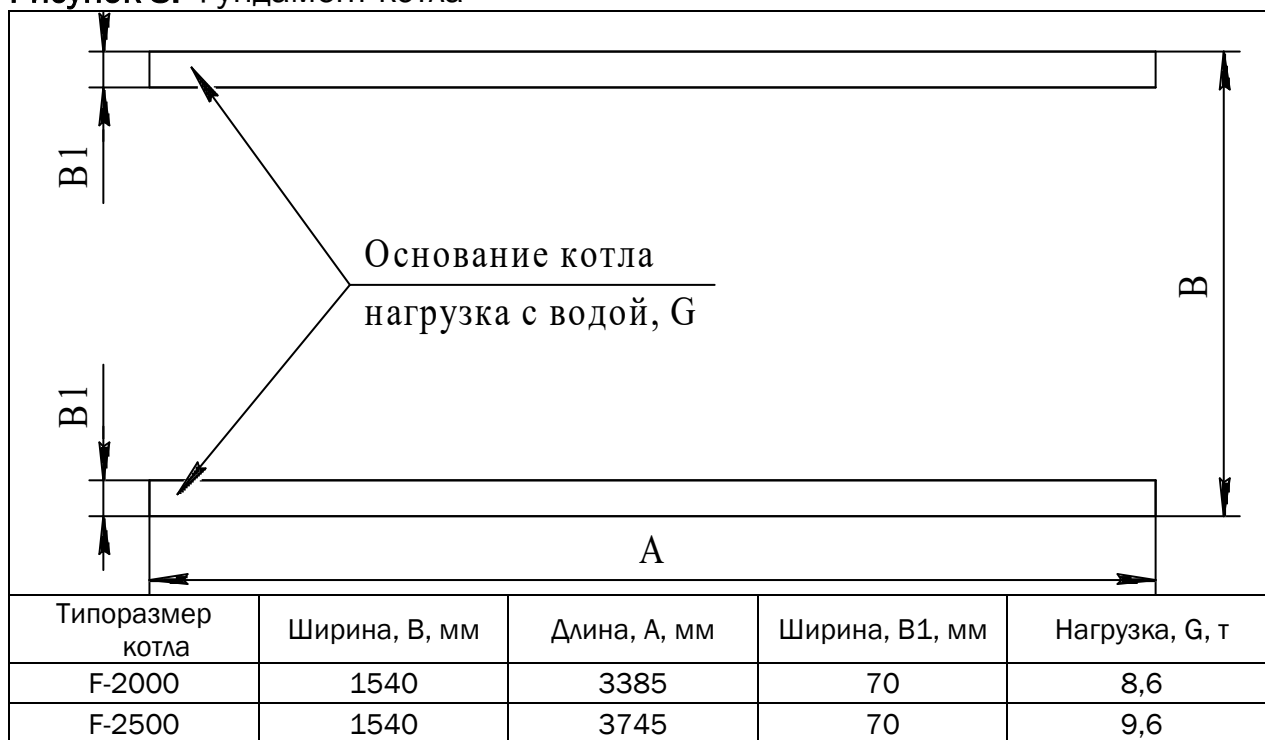 Рисунок 3. Фундамент котла
B1
Основание котла
нагрузка с водой, G
B
B1
A
Типоразмер котла | Ширина, В, мм | Длина, А, мм | Ширина, В1, мм | Нагрузка, G, т
F-2000 | 1540 | 3385 | 70 | 8,6
F-2500 | 1540 | 3745 | 70 | 9,6